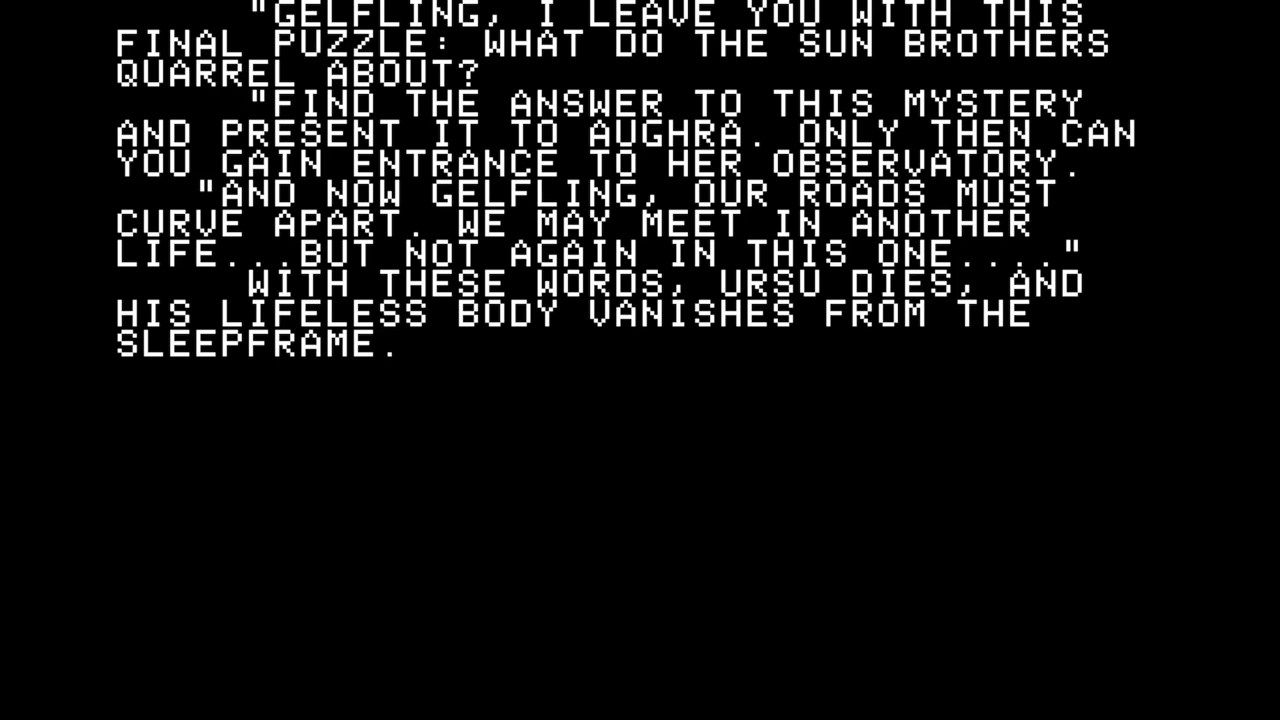 "GELFLING, I LEAVE YOU WITH THIS
FINAL PUZZLE: WHAT DO THE SUN BROTHERS
QUARREL ABOUT?
"FIND THE ANSWER TO THIS MYSTERY
AND PRESENT IT TO AUGHRA. ONLY THEN CAN
YOU GAIN ENTRANCE TO HER OBSERVATORY.
"AND NOW GELFLING, OUR ROADS MUST
CURVE APART. WE MAY MEET IN ANOTHER
LIFE...BUT NOT AGAIN IN THIS ONE...."
WITH THESE WORDS, URSU DIES, AND
HIS LIFELESS BODY VANISHES FROM THE
SLEEPFRAME.